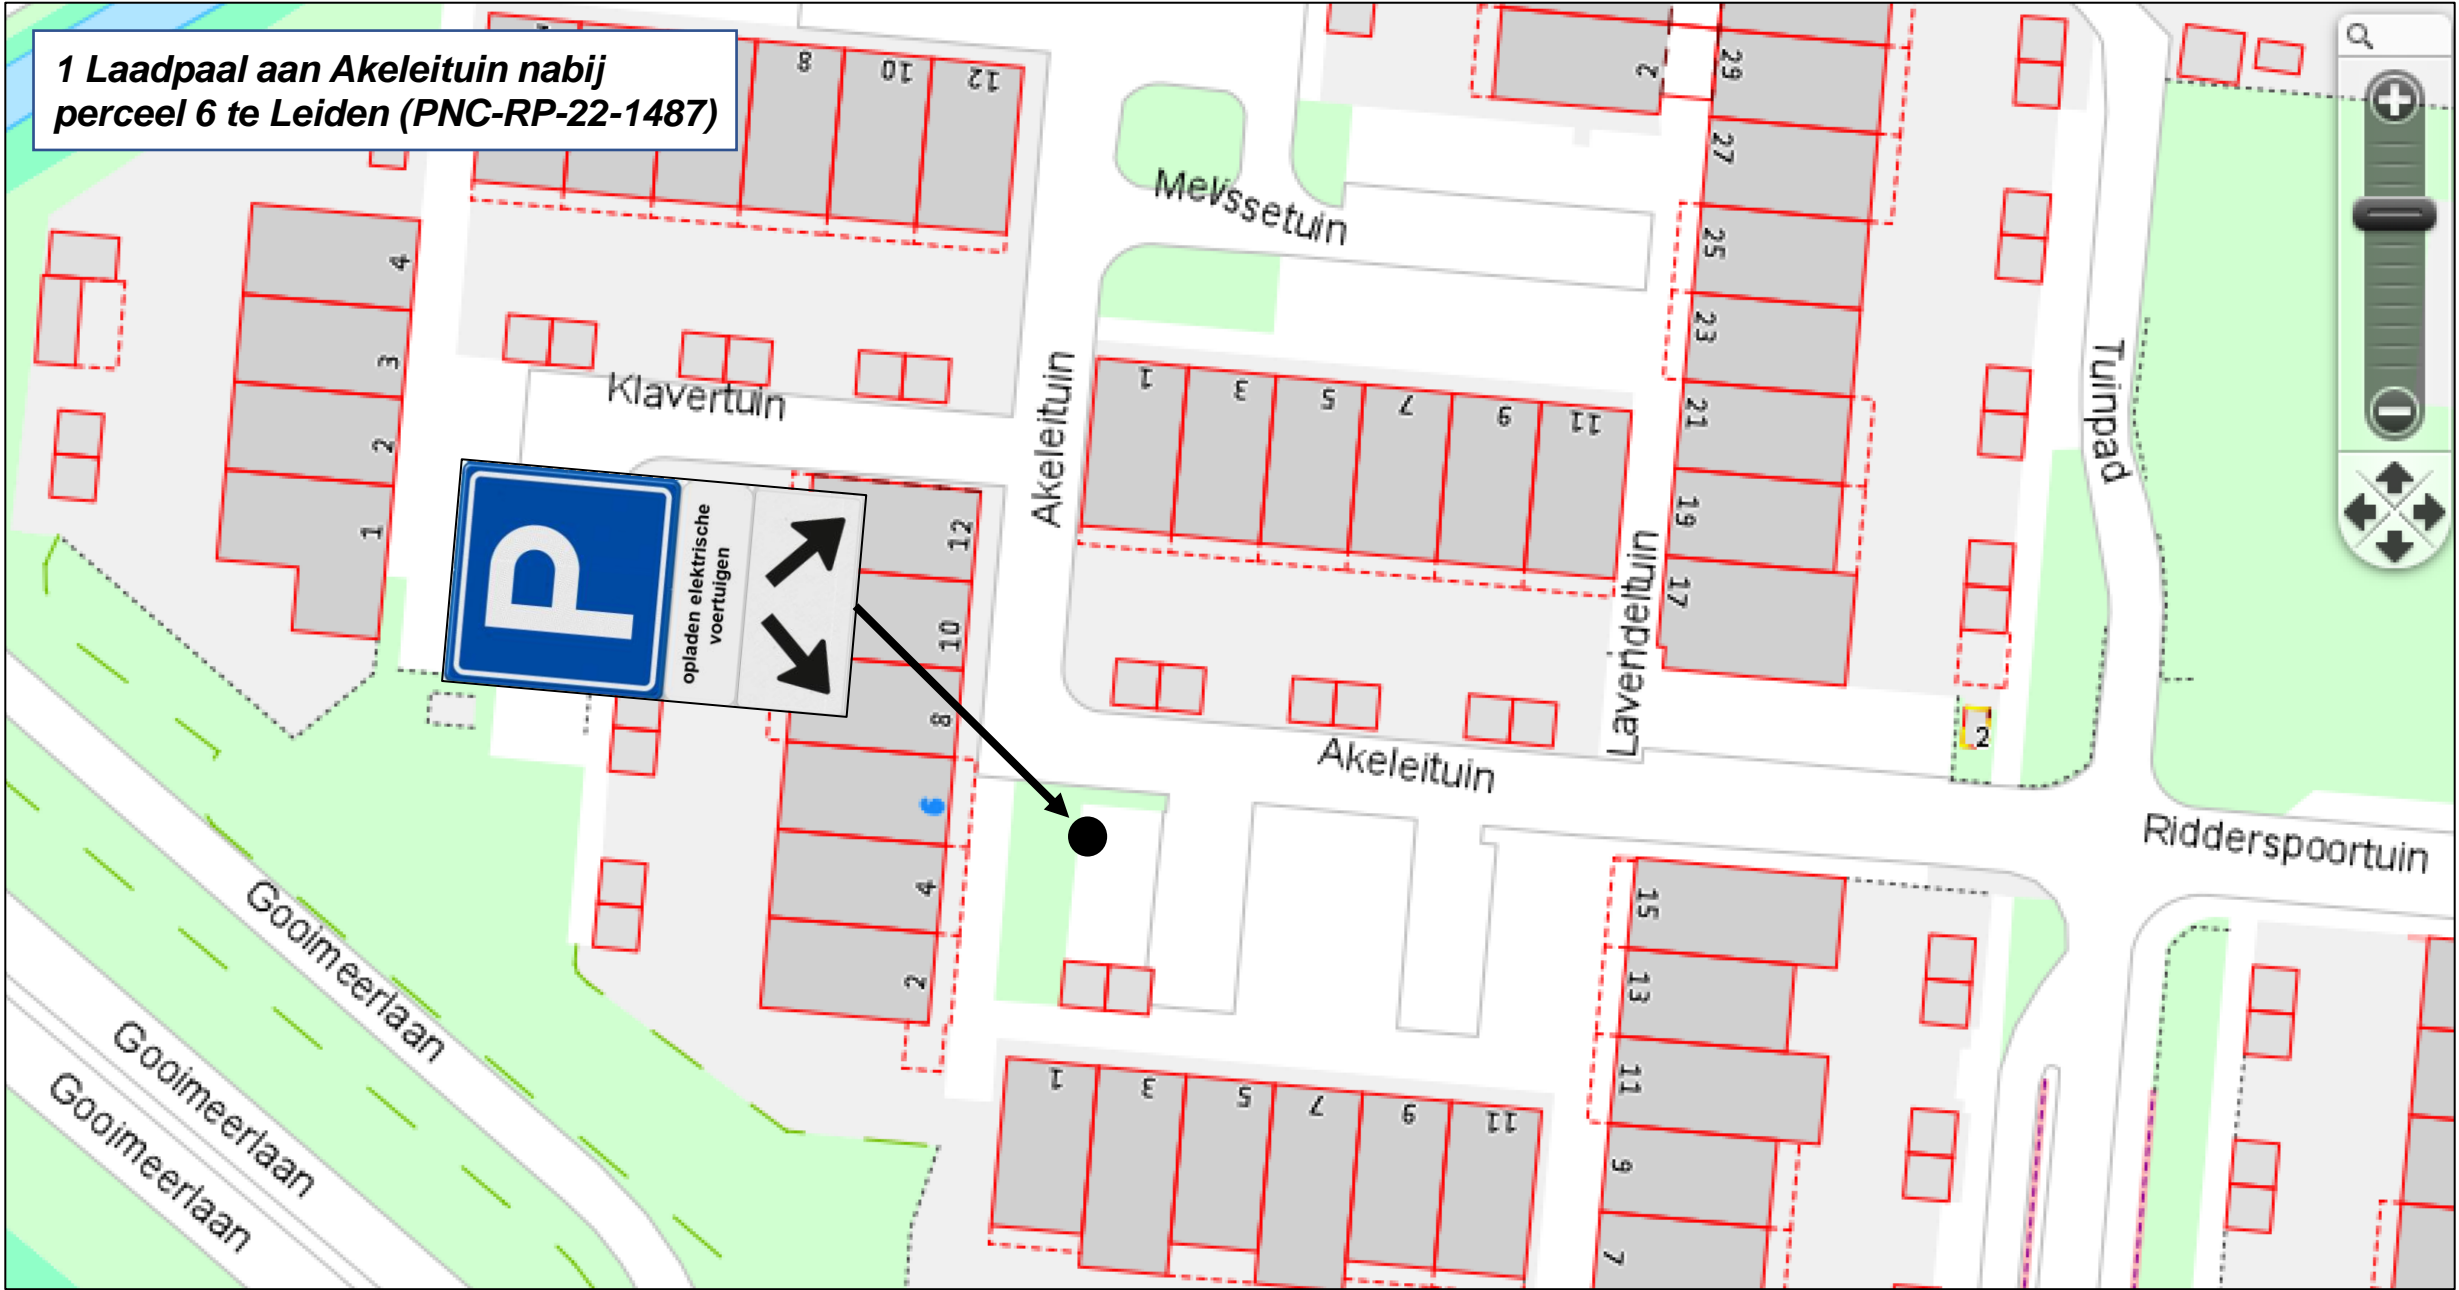 1 Laadpaal aan Akeleituin nabij
perceel 6 te Leiden (PNC-RP-22-1487)
8
10
12
2
29
27
25
23
21
19
17
Melissetuin
4
3
2
1
Klavertuin
Akeleituin
1
3
5
7
9
11
Tuinpad
P
opladen elektrische
voertuigen
12
10
8
6
4
2
Lavendeltuin
Akeleituin
2
Ridderspoortuin
15
13
11
9
7
Gooimeerlaan
Gooimeerlaan
Gooimeerlaan
1
3
5
7
9
11